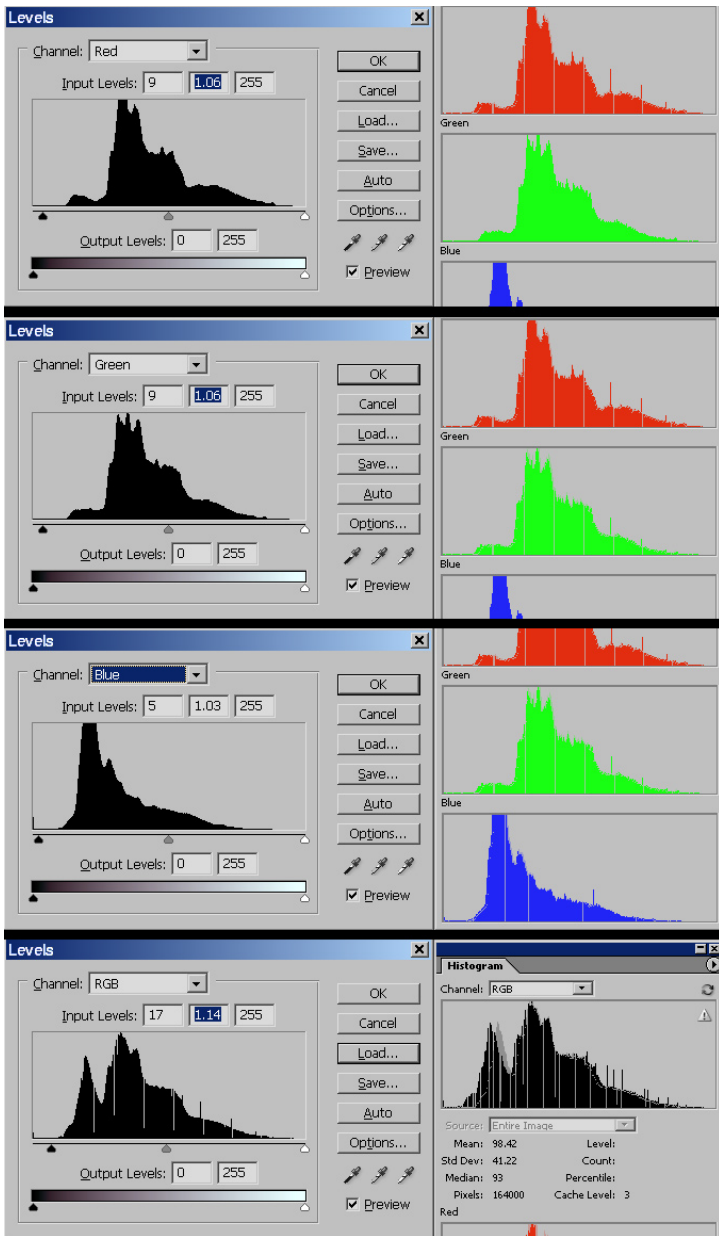 Levels
Channel: Red
Input Levels: 9 1.06 255
Output Levels: 0 255
OK
Cancel
Load...
Save...
Auto
Options...
Preview
Green
Blue
Levels
Channel: Green
Input Levels: 9 1.06 255
Output Levels: 0 255
OK
Cancel
Load...
Save...
Auto
Options...
Preview
Green
Blue
Levels
Channel: Blue
Input Levels: 5 1.03 255
Output Levels: 0 255
OK
Cancel
Load...
Save...
Auto
Options...
Preview
Green
Blue
Levels
Channel: RGB
Input Levels: 17 1.14 255
Output Levels: 0 255
OK
Cancel
Load...
Save...
Auto
Options...
Preview
Histogram
Channel: RGB
Source: Entire Image
Mean: 98.42 Level:
Std Dev: 41.22 Count:
Median: 93 Percentile:
Pixels: 164000 Cache Level: 3
Red